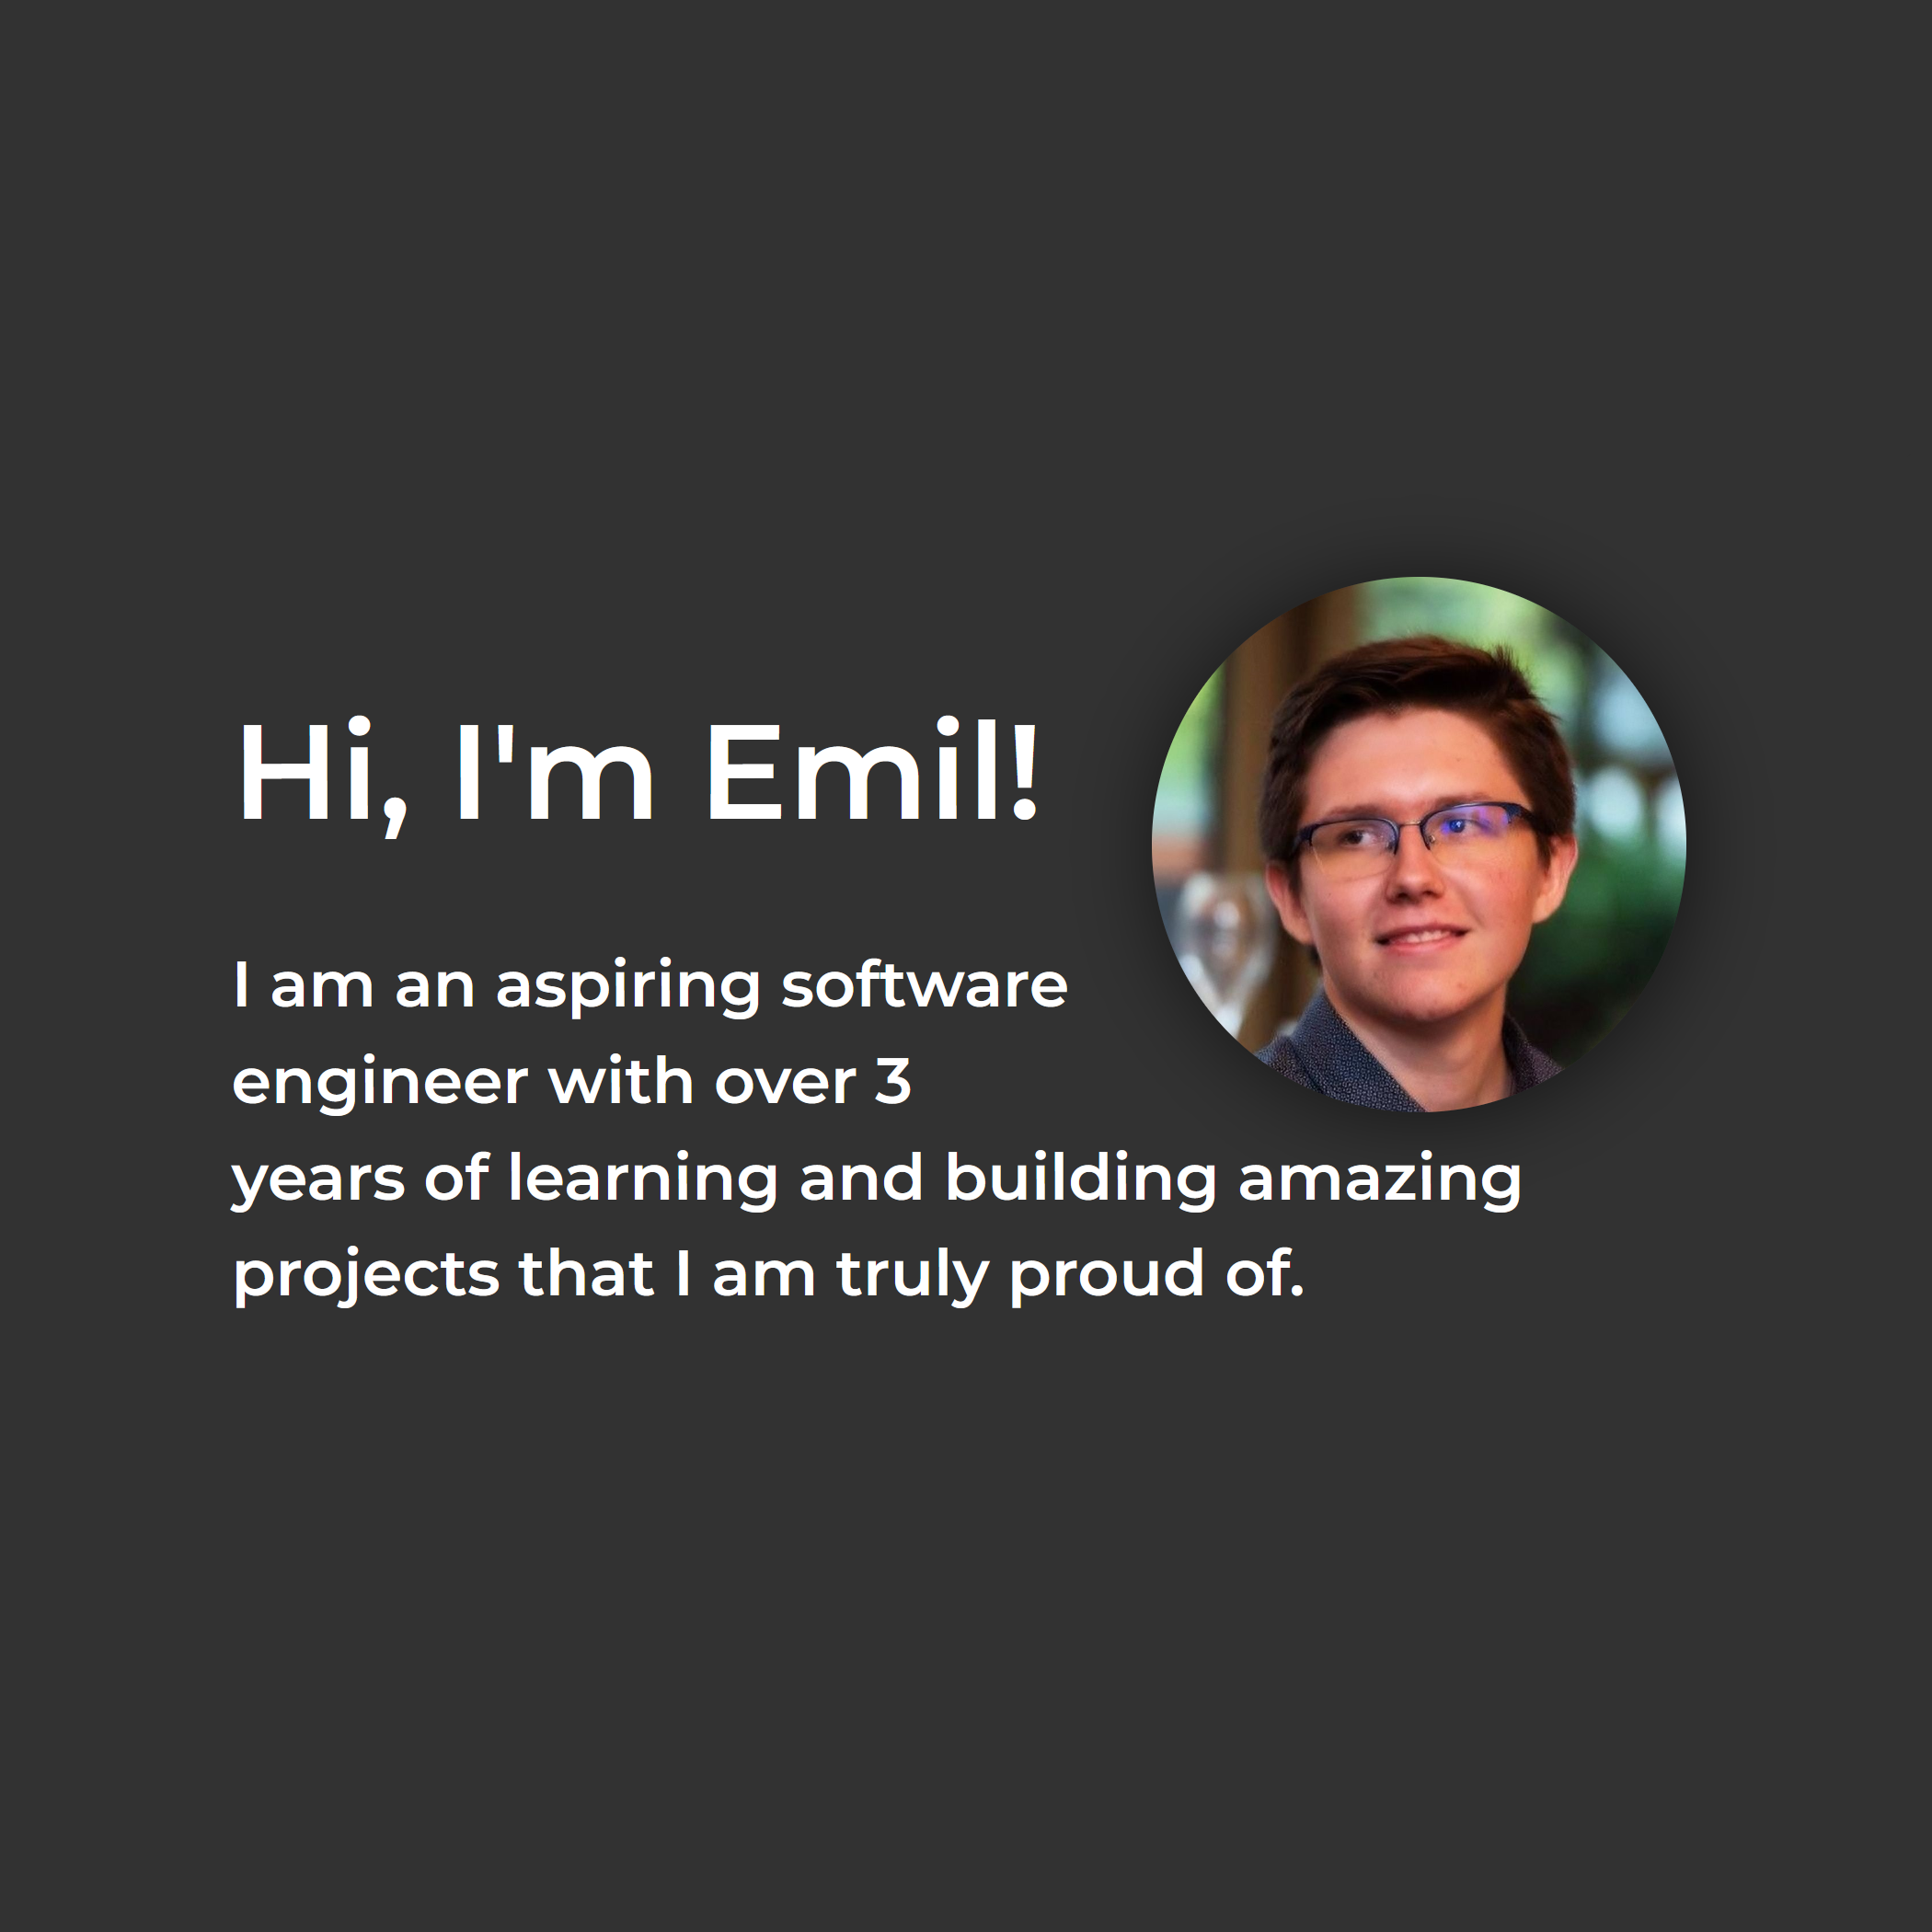 Hi, I'm Emil!
I am an aspiring software
engineer with over 3
years of learning and building amazing
projects that I am truly proud of.